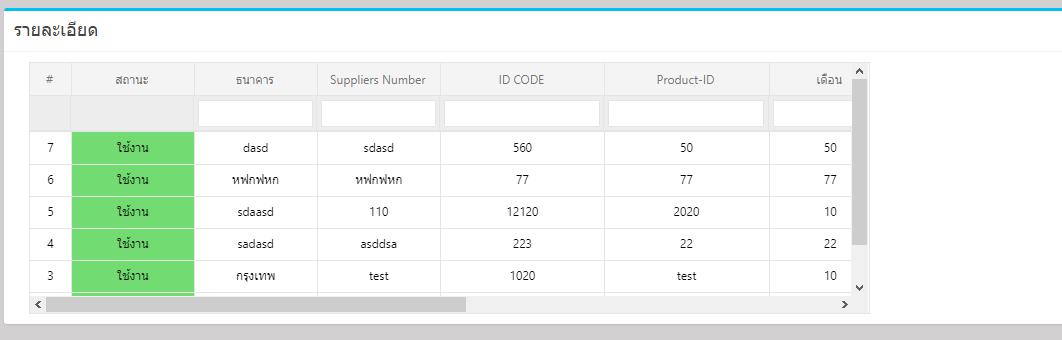 รายละเอียด
# สถานะ ธนาคาร Suppliers Number ID CODE Product-ID เดือน
7 ใช้งาน dasd sdasd 560 50 50
6 ใช้งาน หฟกฟหก หฟกฟหก 77 77 77
5 ใช้งาน sdaasd 110 12120 2020 10
4 ใช้งาน sadasd asddsa 223 22 22
3 ใช้งาน กรุงเทพ test 1020 test 10